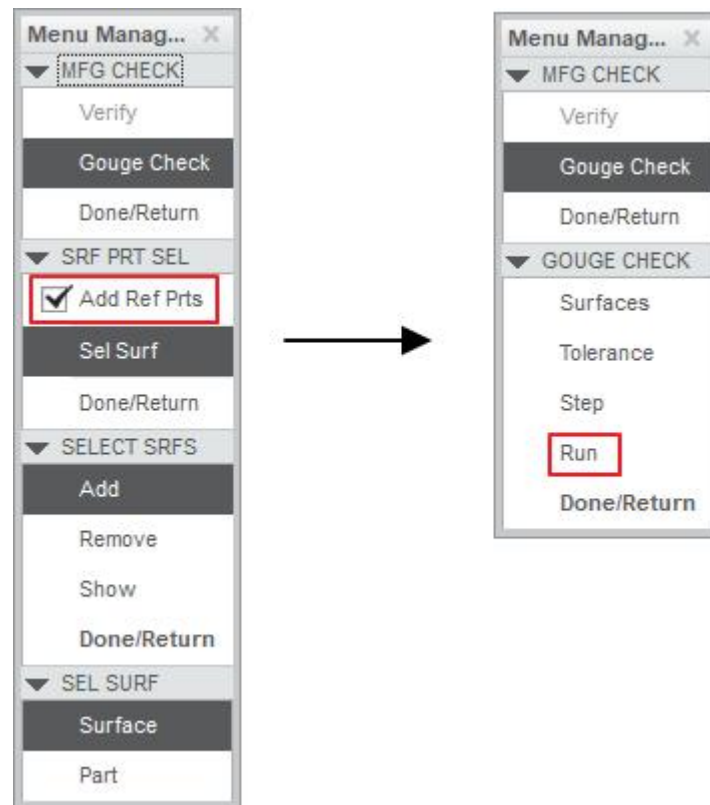 Menu Manag...
MFG CHECK
Verify
Gouge Check
Done/Return
SRF PRT SEL
Add Ref Prts
Sel Surf
Done/Return
SELECT SRFS
Add
Remove
Show
Done/Return
SEL SURF
Surface
Part
Menu Manag...
MFG CHECK
Verify
Gouge Check
Done/Return
GOUGE CHECK
Surfaces
Tolerance
Step
Run
Done/Return